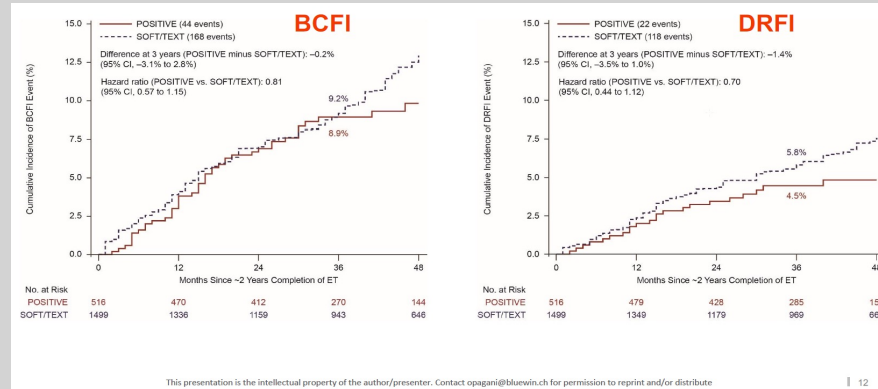 BCFI
15.0
POSITIVE (44 events)
SOFT/TEXT (168 events)
Difference at 3 years (POSITIVE minus SOFT/TEXT): –0.2%
(95% CI, –3.1% to 2.8%)
12.5
Hazard ratio (POSITIVE vs. SOFT/TEXT): 0.81
(95% CI, 0.57 to 1.15)
10.0
9.2%
8.9%
7.5
5.0
2.5
0.0
Cumulative Incidence of BCFI Event (%)
0 12 24 36 48
Months Since ~2 Years Completion of ET
No. at Risk
POSITIVE 516 470 412 270 144
SOFT/TEXT 1499 1336 1159 943 646
DRFI
15.0
POSITIVE (22 events)
SOFT/TEXT (118 events)
Difference at 3 years (POSITIVE minus SOFT/TEXT): –1.4%
(95% CI, –3.5% to 1.0%)
12.5
Hazard ratio (POSITIVE vs. SOFT/TEXT): 0.70
(95% CI, 0.44 to 1.12)
10.0
7.5
5.8%
5.0
4.5%
2.5
0.0
Cumulative Incidence of DRFI Event (%)
0 12 24 36 48
Months Since ~2 Years Completion of ET
No. at Risk
POSITIVE 516 479 428 285 15
SOFT/TEXT 1499 1349 1179 969 66
This presentation is the intellectual property of the author/presenter. Contact opagani@bluewin.ch for permission to reprint and/or distribute
12